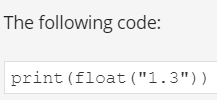 The following code:
print(float("1.3"))